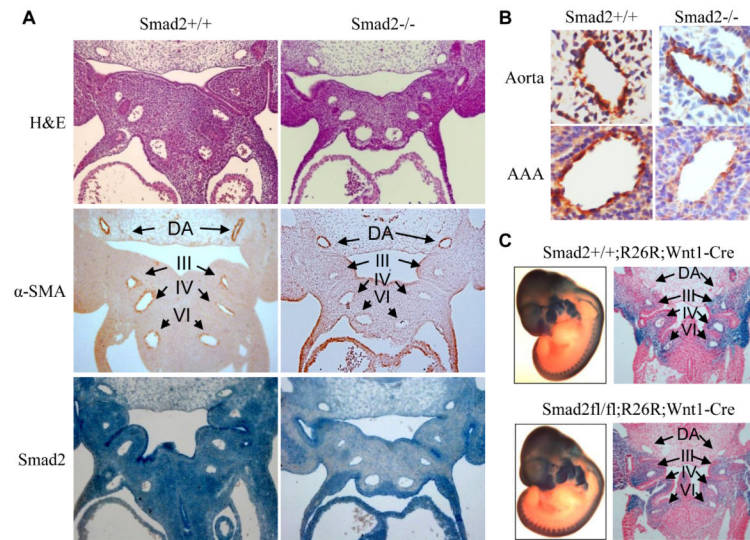 A
Smad2+/+
Smad2-/-
H&E
α-SMA
DA
III
IV
VI
DA
III
IV
VI
Smad2
B
Smad2+/+
Smad2-/-
Aorta
AAA
C
Smad2+/+;R26R;Wnt1-Cre
DA
III
IV
VI
Smad2fl/fl;R26R;Wnt1-Cre
DA
III
IV
VI